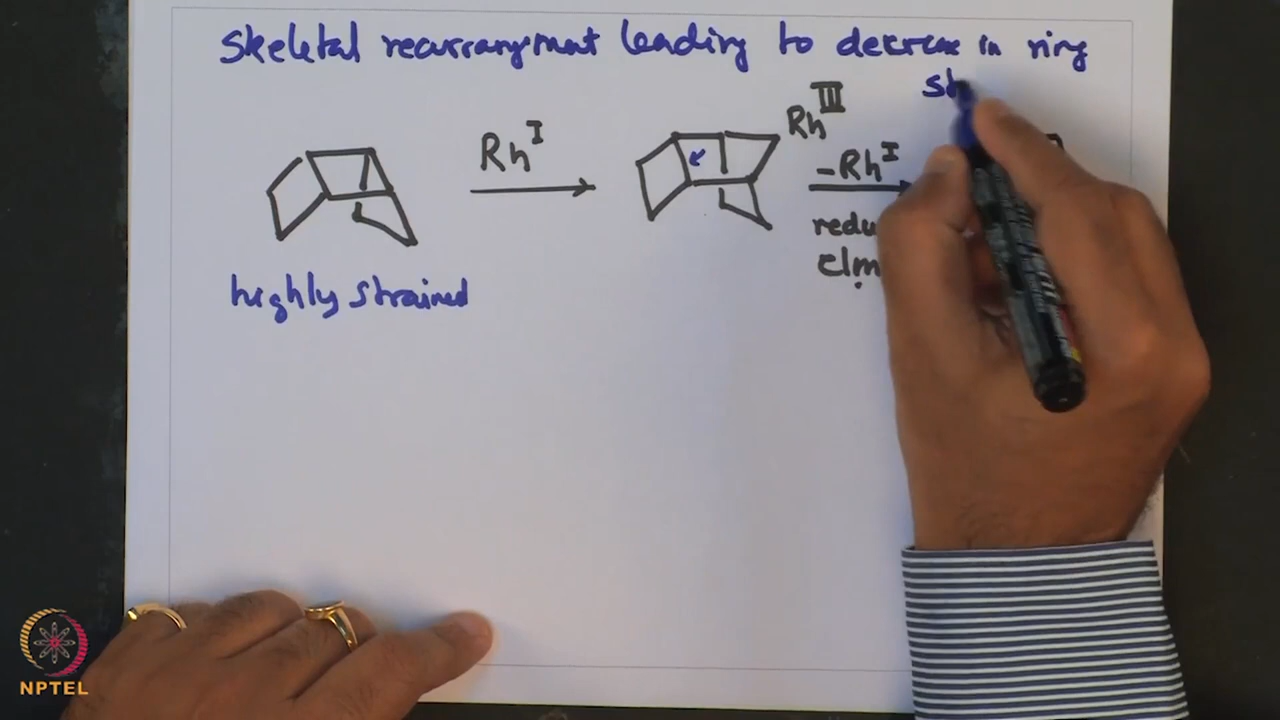 Skeletal rearrangment leading to decrease in ring
Rh^III
Rh^I
-Rh^I
highly strained
NPTEL